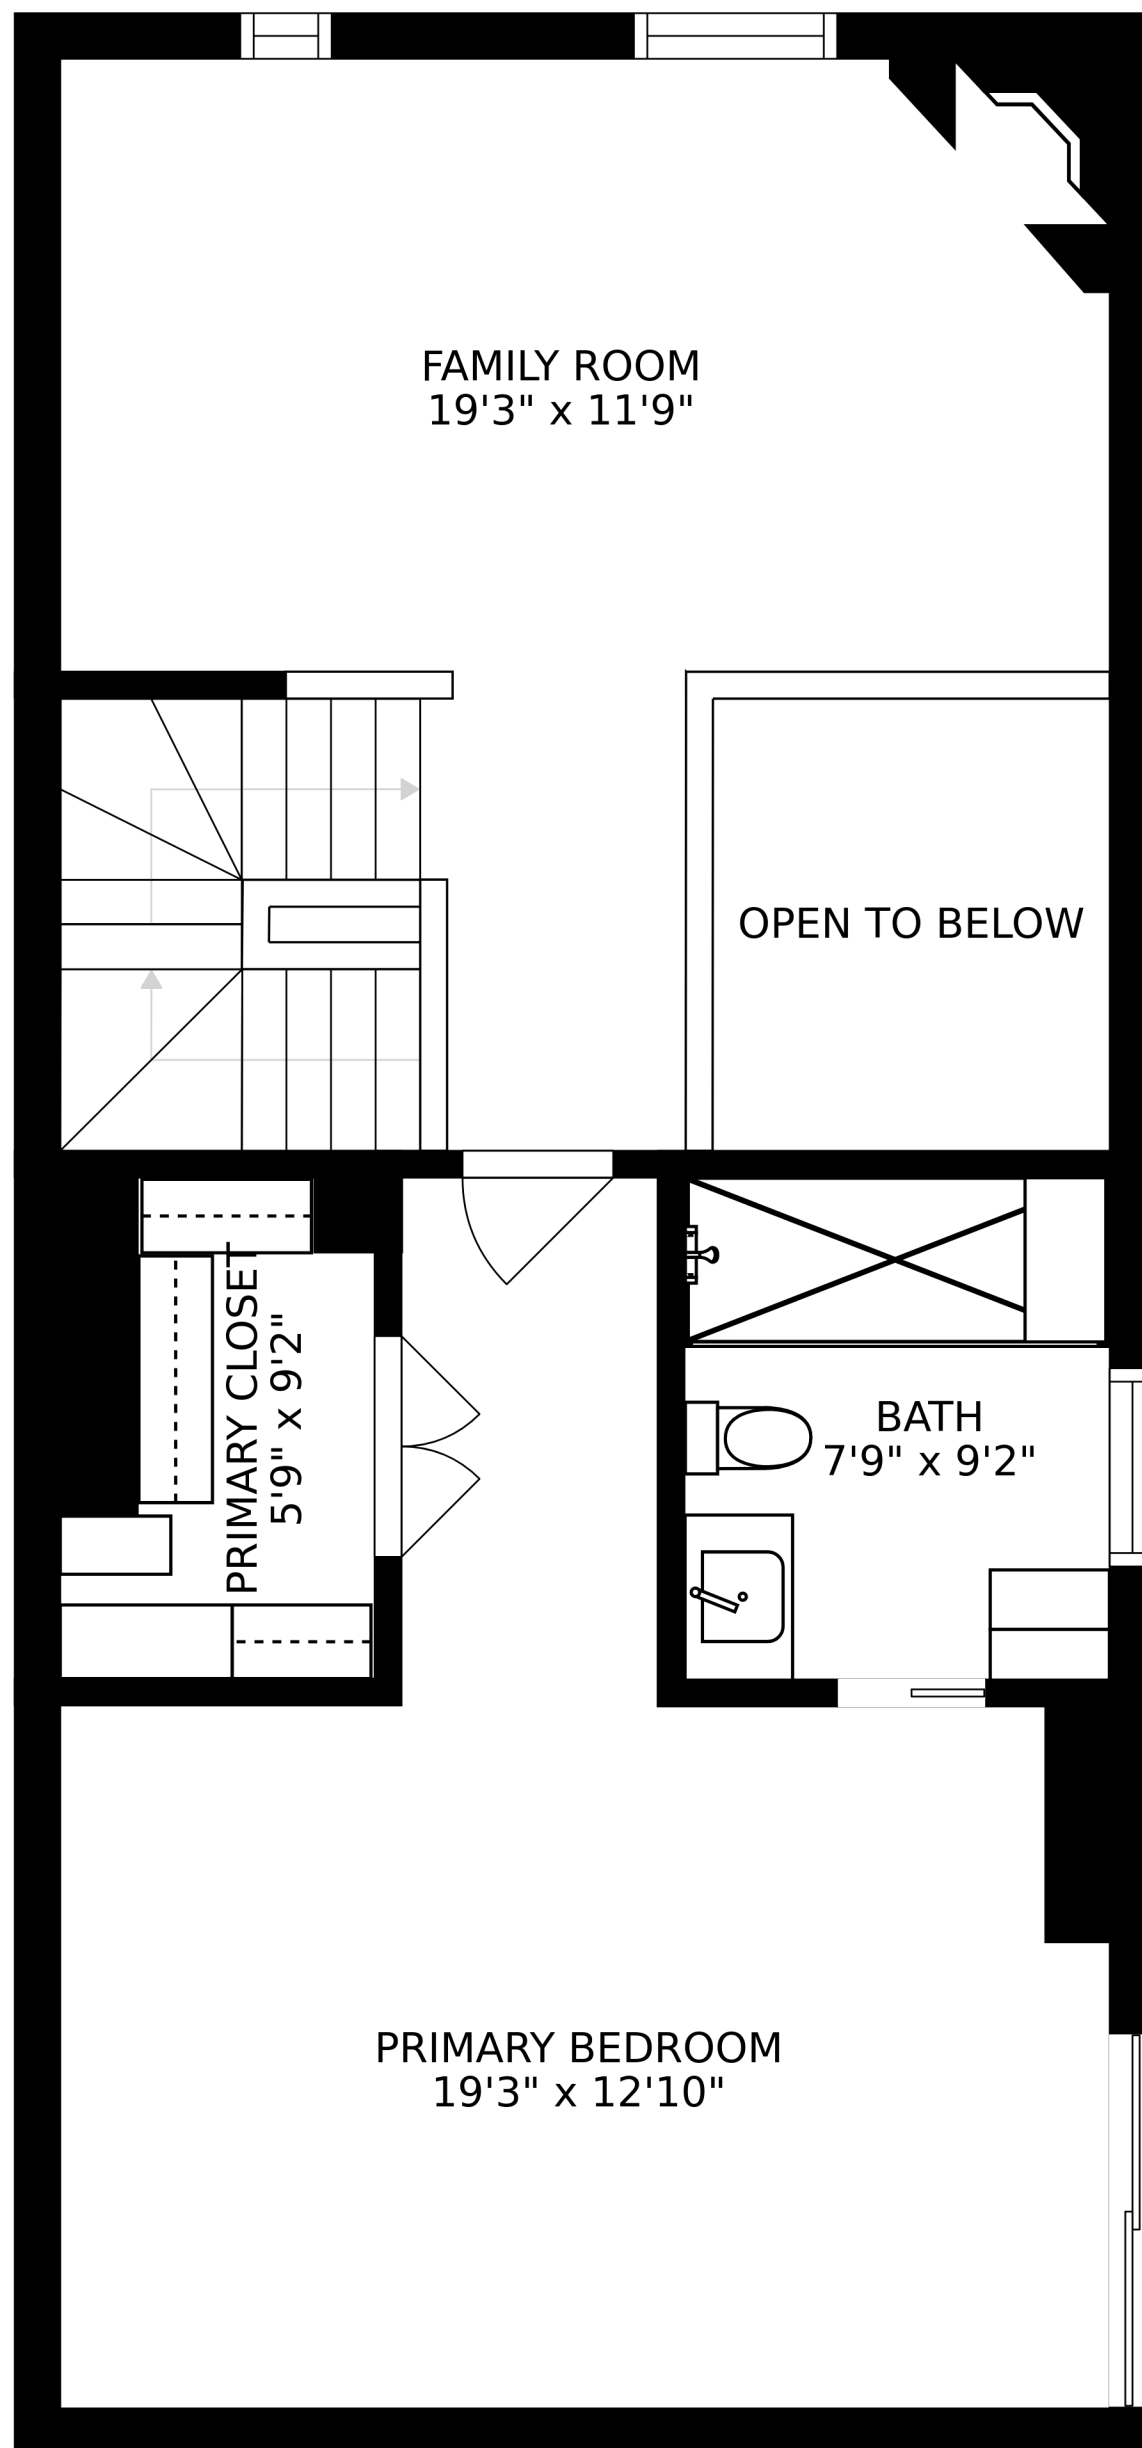 FAMILY ROOM
19'3" x 11'9"
OPEN TO BELOW
PRIMARY CLOSET
5'9" x 9'2"
BATH
7'9" x 9'2"
PRIMARY BEDROOM
19'3" x 12'10"